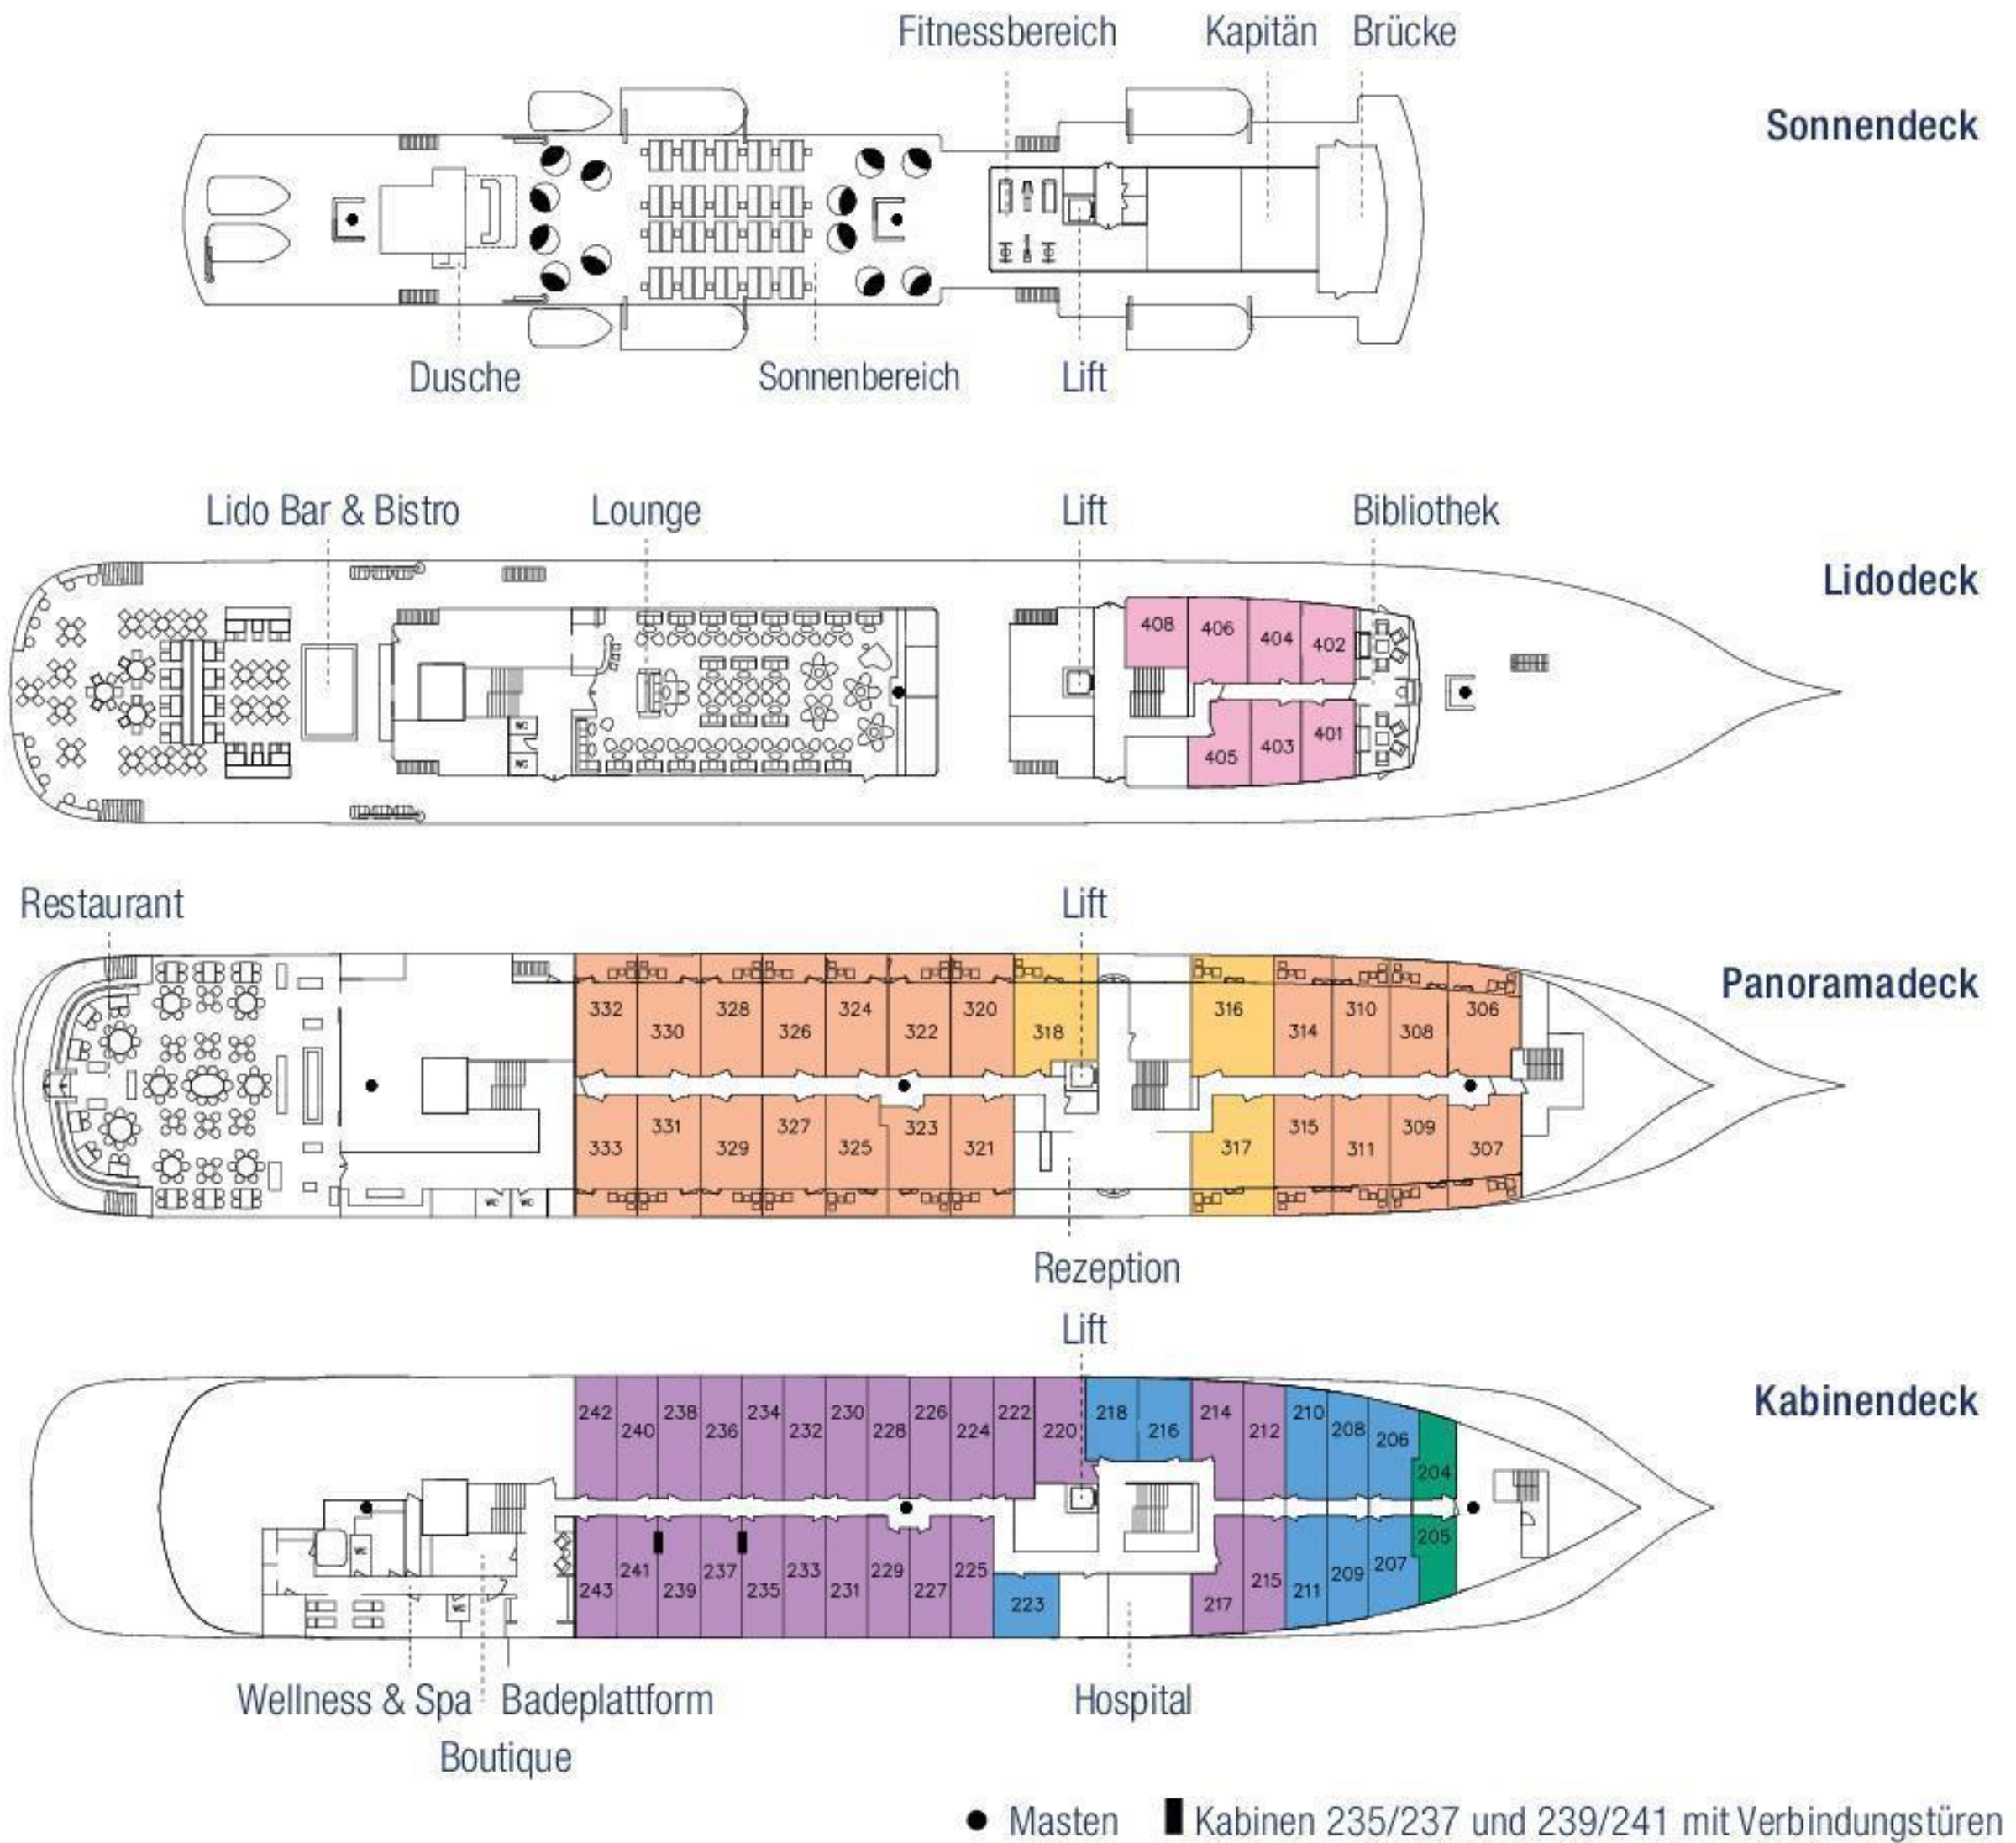 Fitnessbereich Kapitän Brücke
Sonnendeck
Dusche Sonnenbereich Lift
Lido Bar & Bistro Lounge Lift Bibliothek
Lidodeck
408 406 404 402
WC
WC
405 403 401
Restaurant Lift
Panoramadeck
332 330 328 326 324 322 320 318 316 314 310 308 306
333 331 329 327 325 323 321 317 315 311 309 307
Rezeption
Lift
Kabinendeck
242 240 238 236 234 232 230 228 226 224 222 220 218 216 214 212 210 208 206 204
243 241 239 237 235 233 231 229 227 225 223 217 215 211 209 207 205
Wellness & Spa Badeplattform Hospital
Boutique
Masten Kabinen 235/237 und 239/241 mit Verbindungstüren